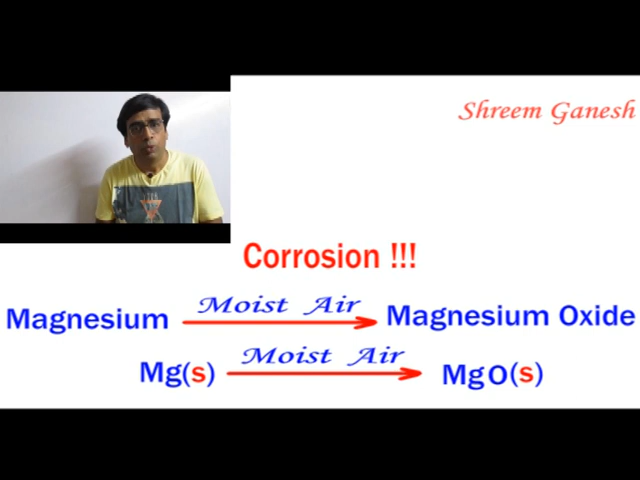 Shreem Ganesh
Corrosion !!!
Moist Air
Magnesium Magnesium Oxide
Moist Air
Mg(s) MgO(s)